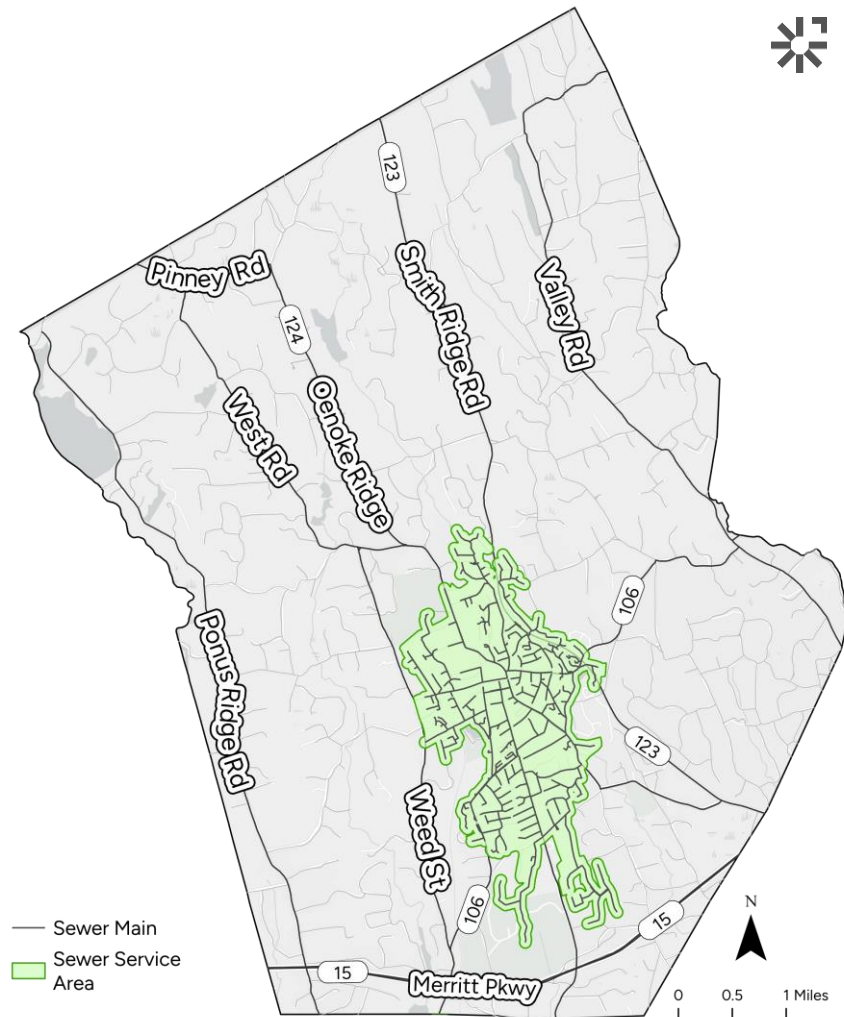 123
Pinney Rd
Smith Ridge Rd
Valley Rd
124
Oenoke Ridge
West Rd
106
Ponus Ridge Rd
123
Weed St
106
15
15
Merritt Pkwy
Sewer Main
Sewer Service
Area
N
0 0.5 1 Miles